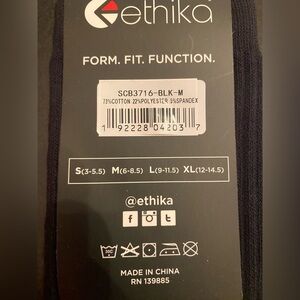 ethika
FORM. FIT. FUNCTION.
SCB3716-BLK-M
73%COTTON 22%POLYESTER 5%SPANDEX
1 92228 04203 7
S(3-5.5) M(6-8.5) L(9-11.5) XL(12-14.5)
@ethika
MADE IN CHINA
RN 139885